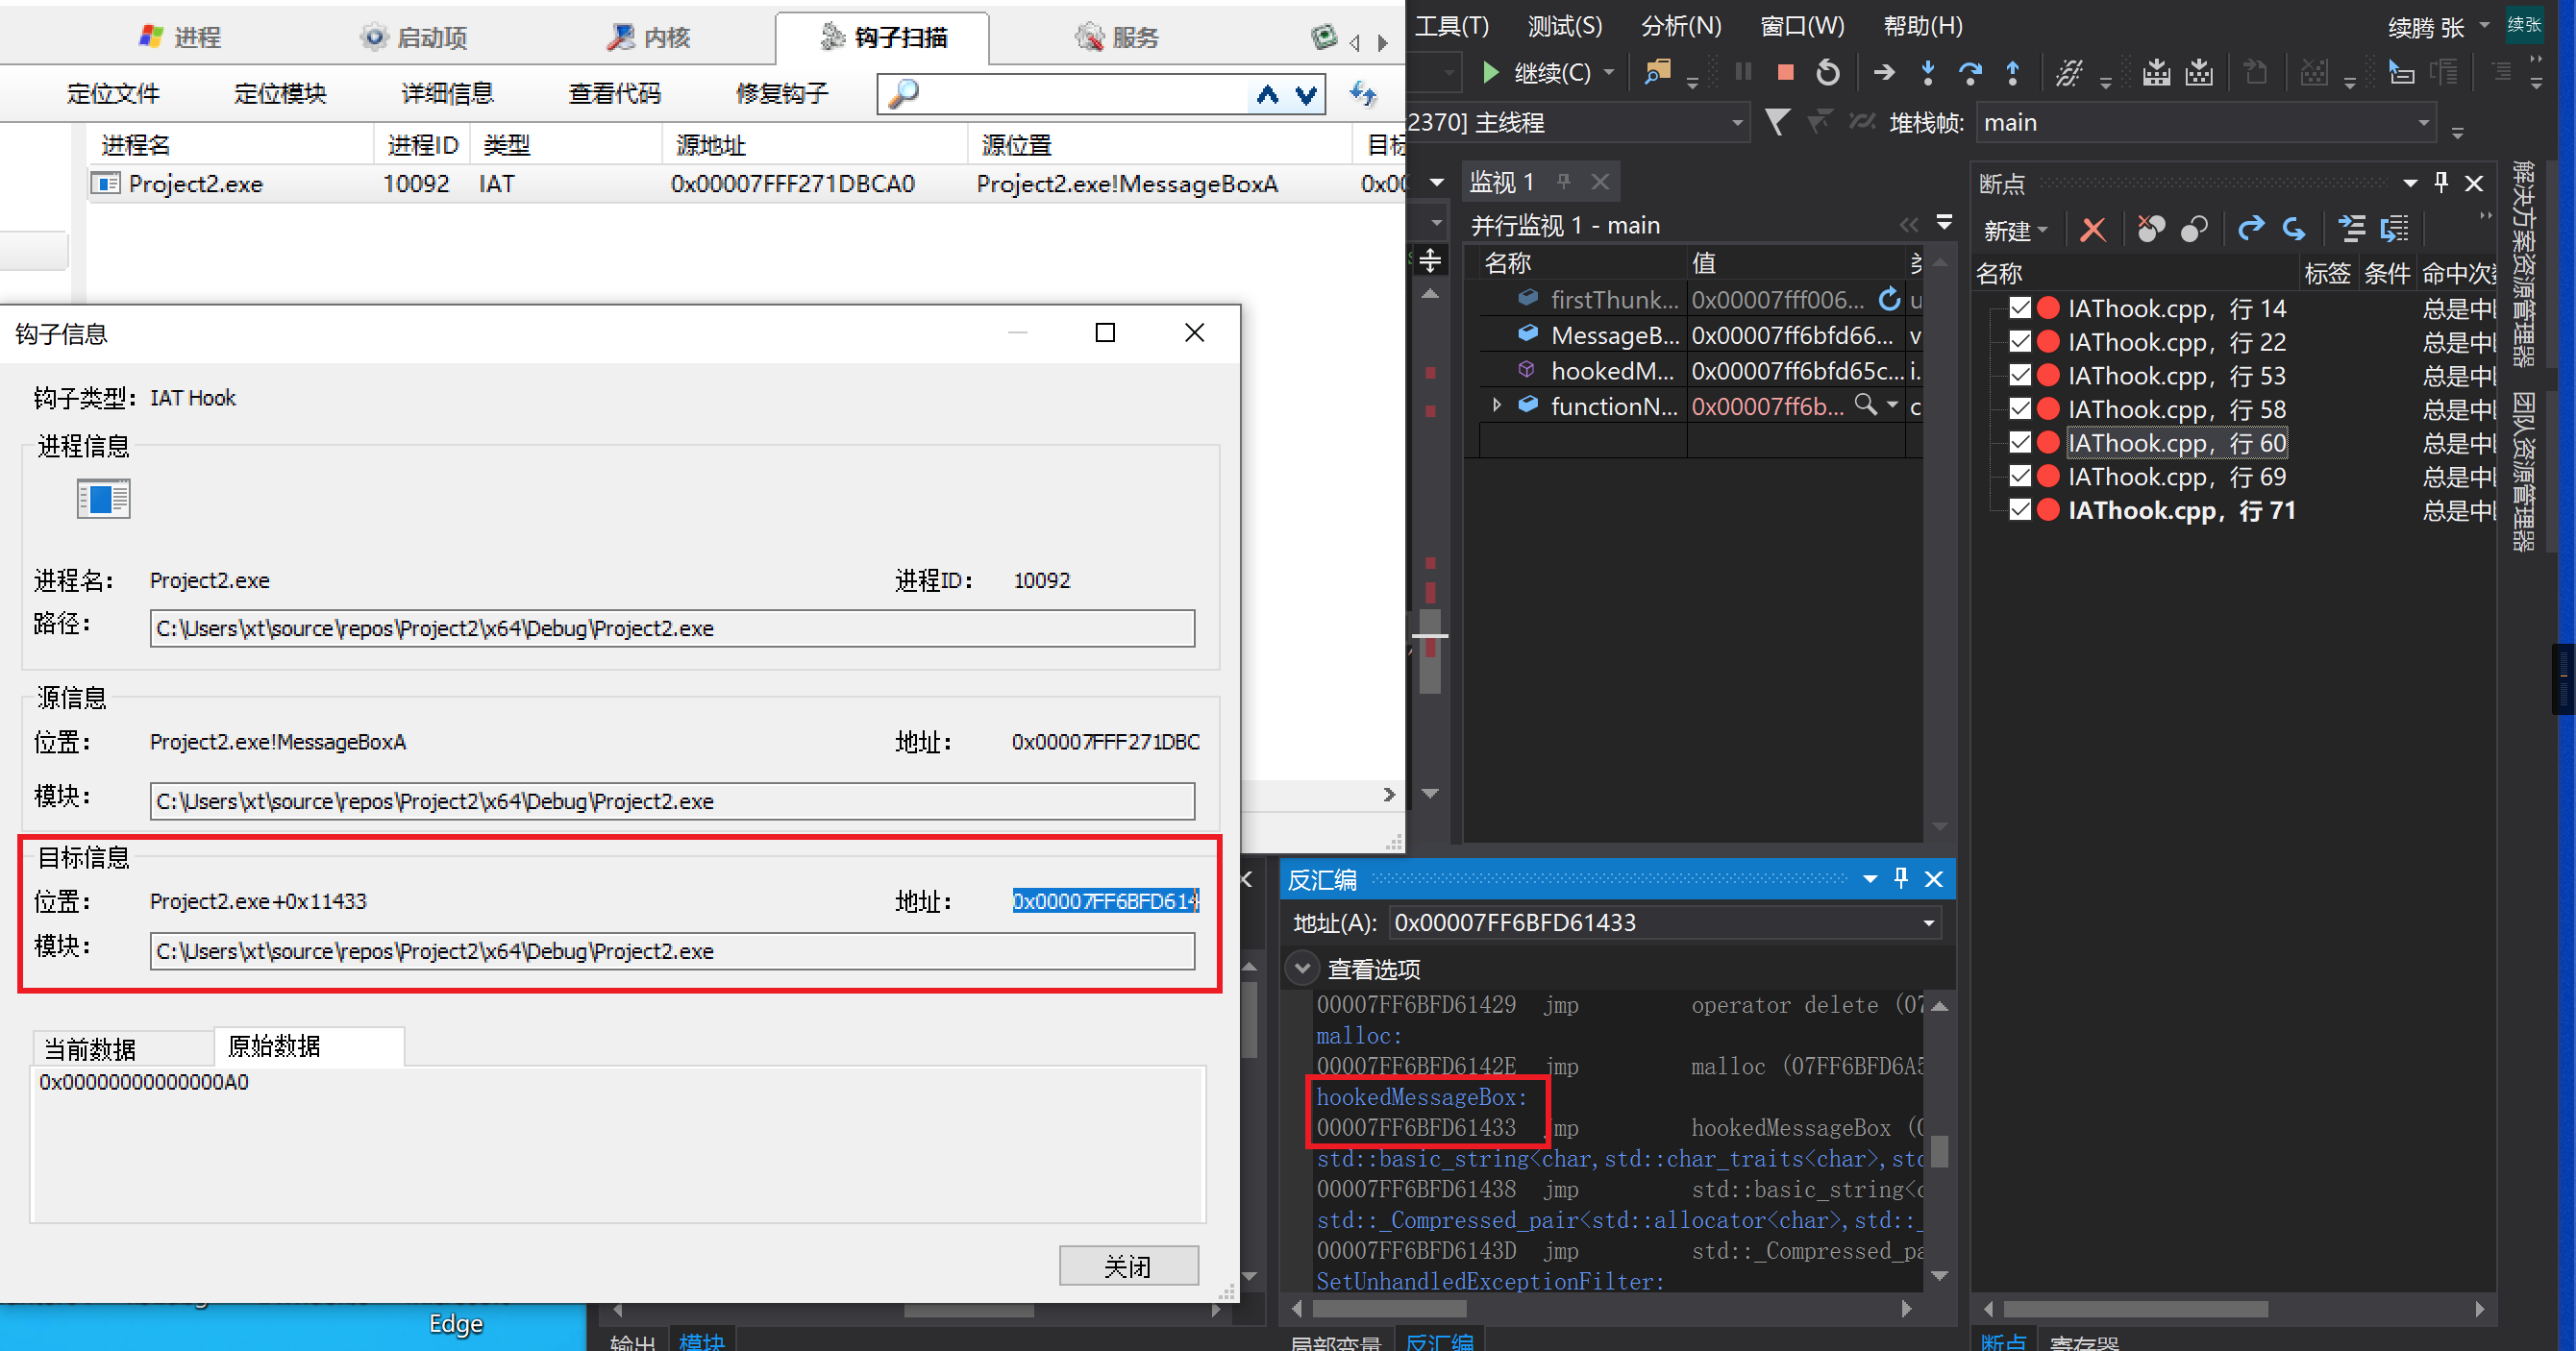 进程
启动项
内核
钩子扫描
服务
定位文件
定位模块
详细信息
查看代码
修复钩子
进程名 进程ID 类型 源地址 源位置 目标
Project2.exe 10092 IAT 0x00007FFF271DBCA0 Project2.exe!MessageBoxA 0x00
钩子信息
钩子类型： IAT Hook
进程信息
进程名： Project2.exe 进程ID： 10092
路径： C:\Users\xt\source\repos\Project2\x64\Debug\Project2.exe
源信息
位置： Project2.exe!MessageBoxA 地址： 0x00007FFF271DBC
模块： C:\Users\xt\source\repos\Project2\x64\Debug\Project2.exe
目标信息
位置： Project2.exe+0x11433 地址： 0x00007FF6BFD614
模块： C:\Users\xt\source\repos\Project2\x64\Debug\Project2.exe
当前数据 原始数据
0x00000000000000A0
关闭
Edge
工具(T) 测试(S) 分析(N) 窗口(W) 帮助(H)
续腾 张
续张
继续(C)
2370] 主线程 堆栈帧: main
监视 1
并行监视 1 - main
名称 值
firstThunk... 0x00007fff006... u
MessageB... 0x00007ff6bfd66... v
hookedM... 0x00007ff6bfd65c... i.
functionN... 0x00007ff6b... c
断点
新建
名称 标签 条件 命中次
IAThook.cpp，行 14 总是中
IAThook.cpp，行 22 总是中
IAThook.cpp，行 53 总是中
IAThook.cpp，行 58 总是中
IAThook.cpp，行 60 总是中
IAThook.cpp，行 69 总是中
IAThook.cpp，行 71 总是中
解决方案资源管理器
团队资源管理器
反汇编
地址(A): 0x00007FF6BFD61433
查看选项
00007FF6BFD61429 jmp operator delete (07
malloc:
00007FF6BFD6142E jmp malloc (07FF6BFD6A5
hookedMessageBox:
00007FF6BFD61433 jmp hookedMessageBox (0
std::basic_string<char,std::char_traits<char>,std
00007FF6BFD61438 jmp std::basic_string<c
std::_Compressed_pair<std::allocator<char>,std::_
00007FF6BFD6143D jmp std::_Compressed_pa
SetUnhandledExceptionFilter:
输出 模块
局部变量 反汇编
断点 寄存器